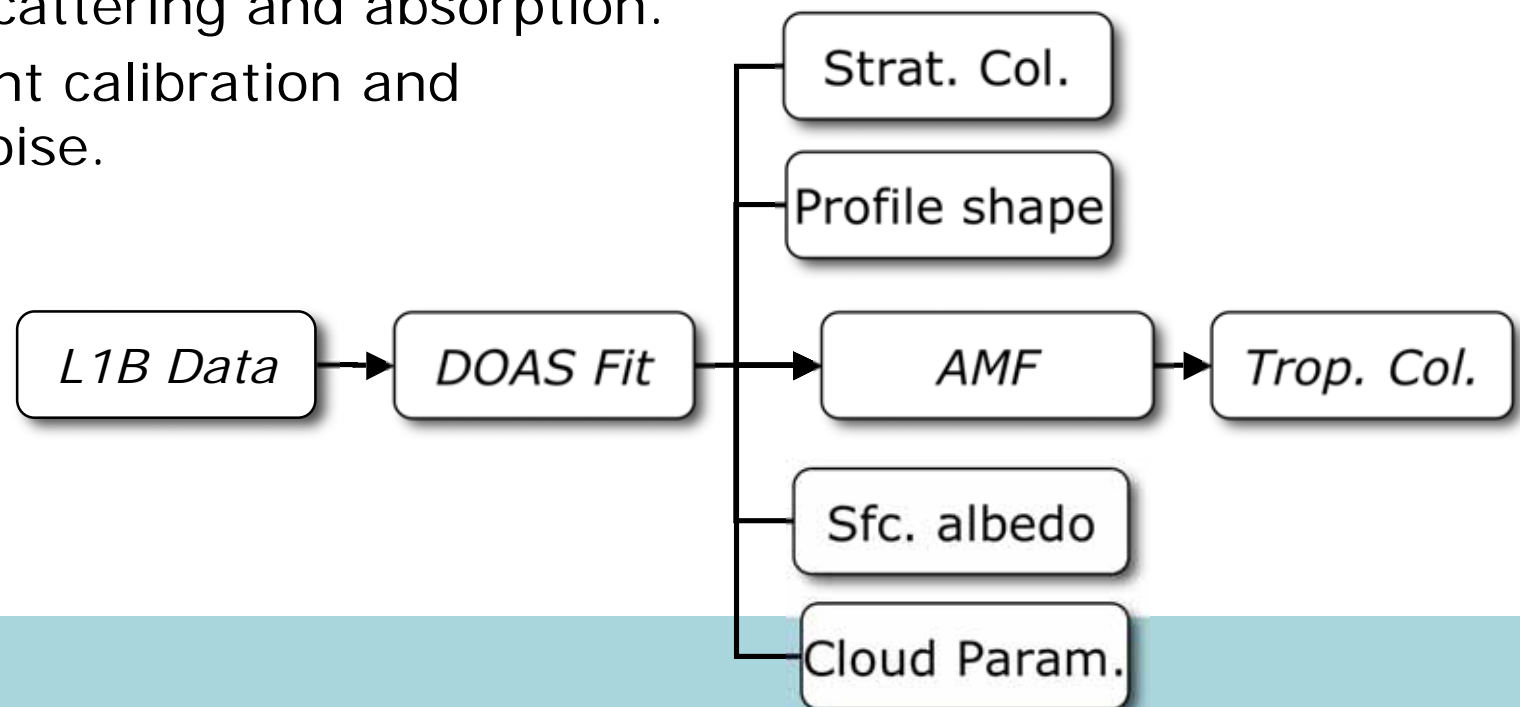 cattering and absorption.
nt calibration and
oise.
Strat. Col.
Profile shape
L1B Data
DOAS Fit
AMF
Trop. Col.
Sfc. albedo
Cloud Param.